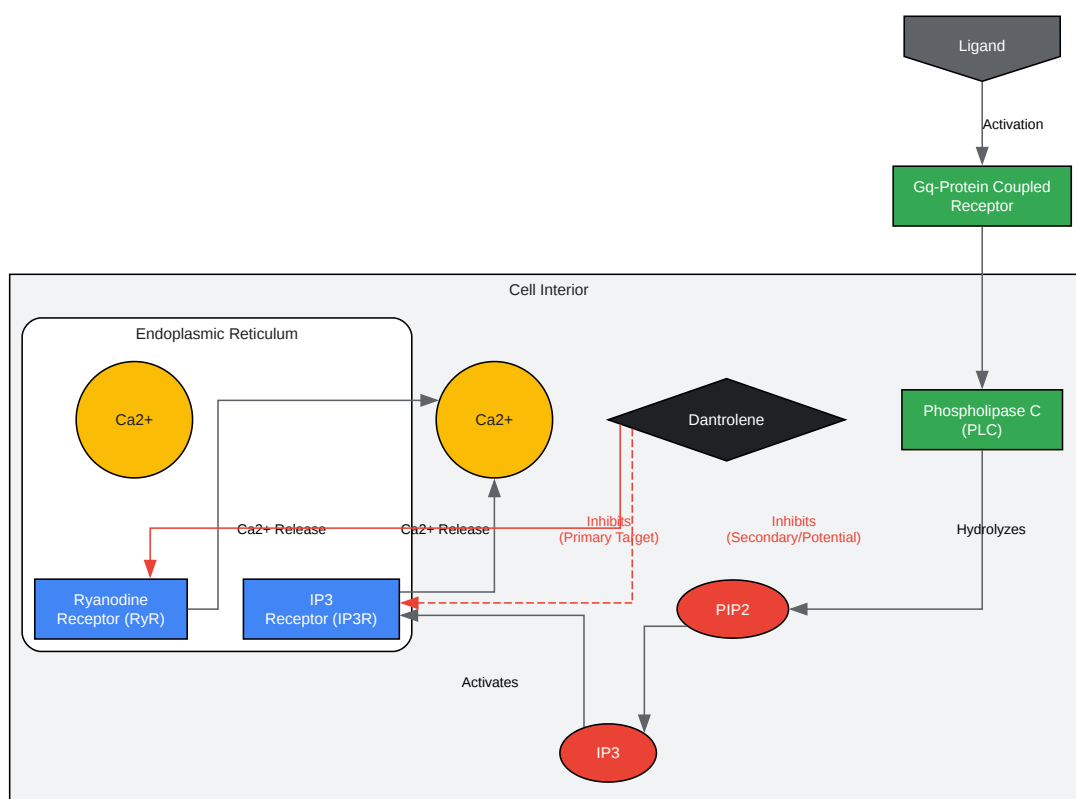 Ligand
Activation
Gq-Protein Coupled
Receptor
Cell Interior
Endoplasmic Reticulum
Ca2+
Ca2+
Dantrolene
Phospholipase C
(PLC)
Ca2+ Release
Ca2+ Release
Inhibits
(Primary Target)
Inhibits
(Secondary/Potential)
Hydrolyzes
Ryanodine
Receptor (RyR)
IP3
Receptor (IP3R)
PIP2
Activates
IP3